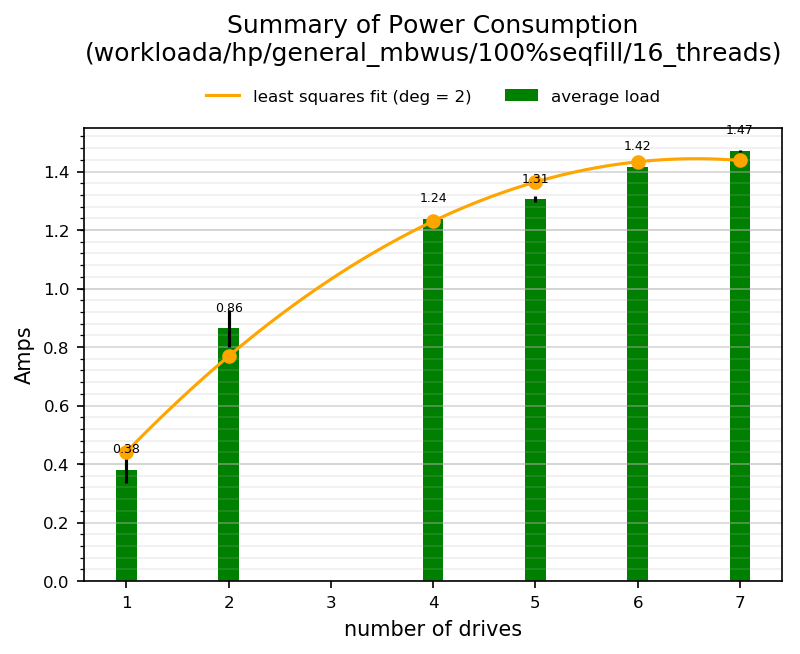 Summary of Power Consumption
(workloada/hp/general_mbwus/100%seqfill/16_threads)
least squares fit (deg = 2)
average load
1.47
1.42
1.31
1.24
0.86
0.38
Amps
1.4
1.2
1.0
0.8
0.6
0.4
0.2
0.0
1 2 3 4 5 6 7
number of drives